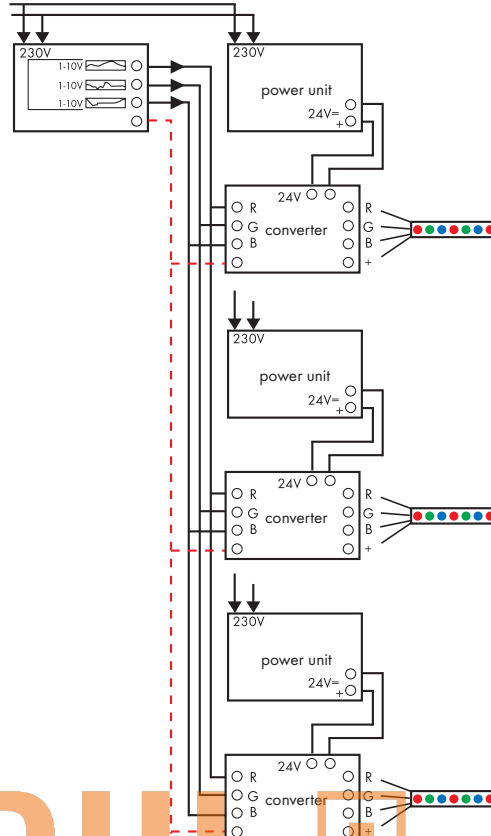 230V
1-10V
1-10V
1-10V
230V
power unit
24V=
+
24V
R R
G G
converter
B B
+
230V
power unit
24V=
+
24V
R R
G G
converter
B B
+
230V
power unit
24V=
+
24V
R R
G G
converter
B B
+